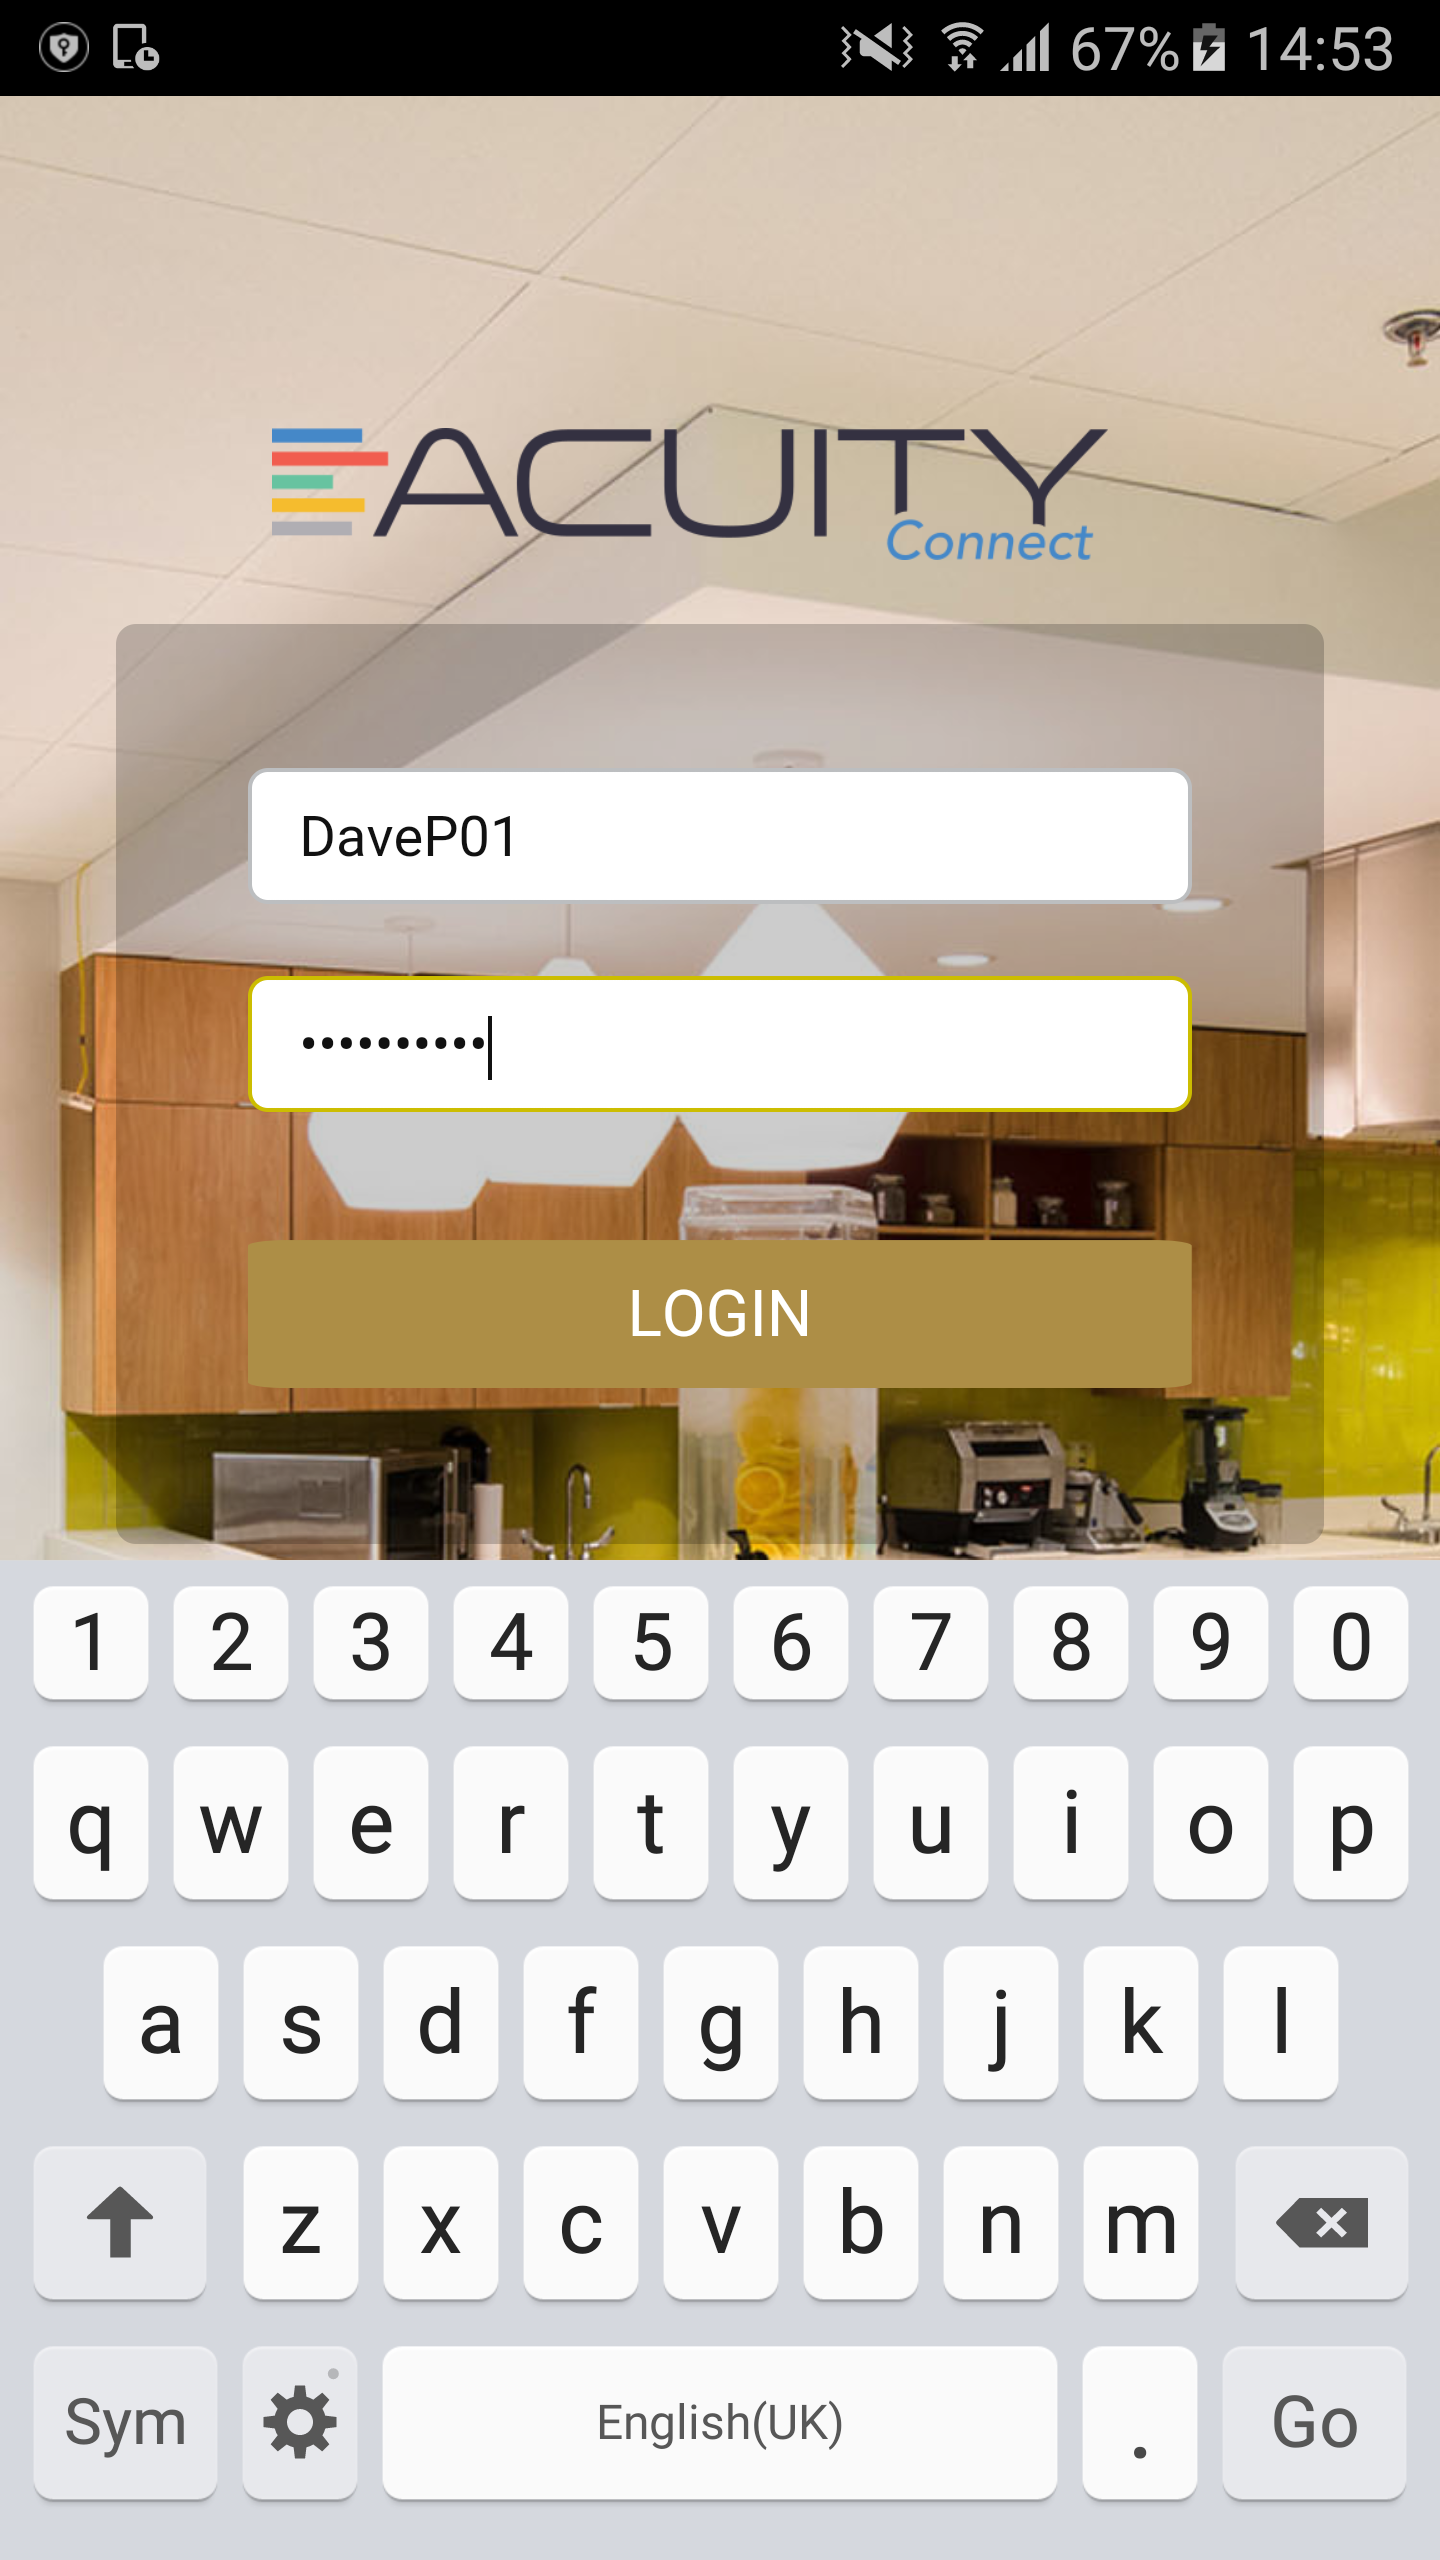 67% 14:53
ACUITY
Connect
DaveP01
••••••••••
LOGIN
1 2 3 4 5 6 7 8 9 0
q w e r t y u i o p
a s d f g h j k l
z x c v b n m
Sym English(UK) . Go